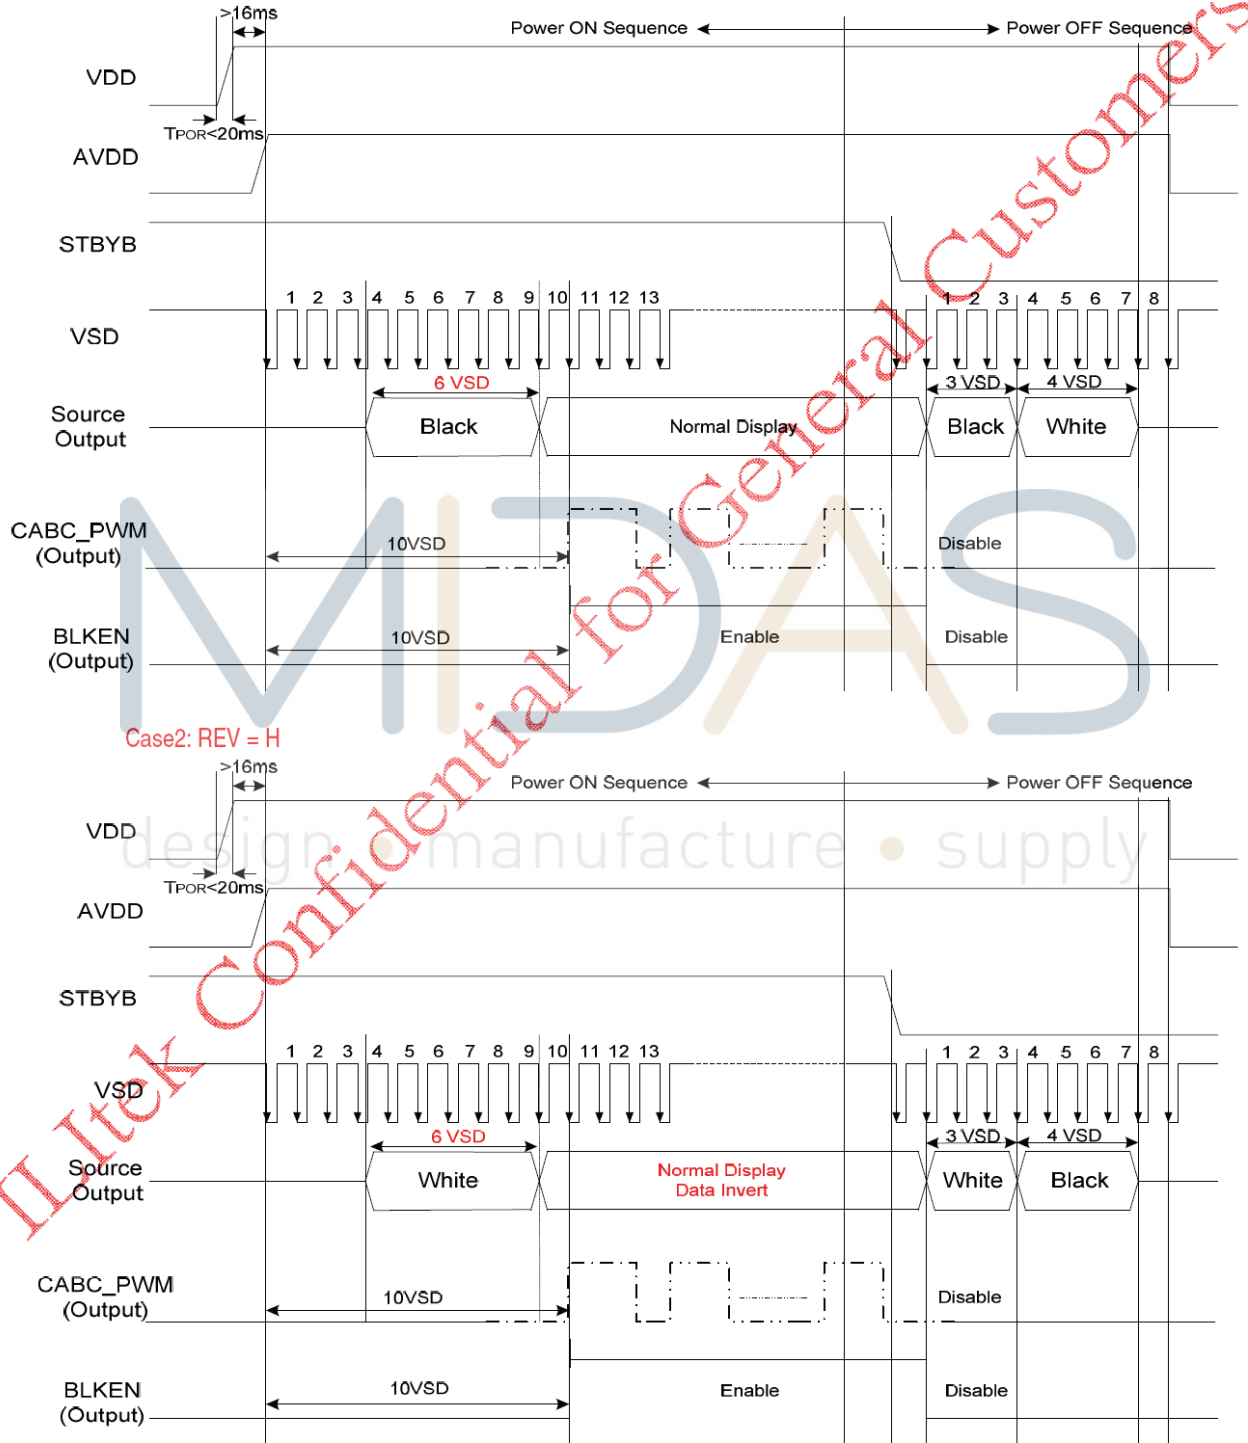 >16ms
Power ON Sequence
Power OFF Sequence
VDD
TPOR<20ms
AVDD
STBYB
1 2 3 4 5 6 7 8 9 10 11 12 13 1 2 3 4 5 6 7 8
VSD
6 VSD
3 VSD
4 VSD
Source
Output
Black
Normal Display
Black
White
CABC_PWM
(Output)
10VSD
Disable
BLKEN
(Output)
10VSD
Enable
Disable
MIDAS
design • manufacture • supply
ILItek Confidential for General Customers
Case2: REV = H
>16ms
Power ON Sequence
Power OFF Sequence
VDD
TPOR<20ms
AVDD
STBYB
1 2 3 4 5 6 7 8 9 10 11 12 13 1 2 3 4 5 6 7 8
VSD
6 VSD
3 VSD
4 VSD
Source
Output
White
Normal Display
Data Invert
White
Black
CABC_PWM
(Output)
10VSD
Disable
BLKEN
(Output)
10VSD
Enable
Disable